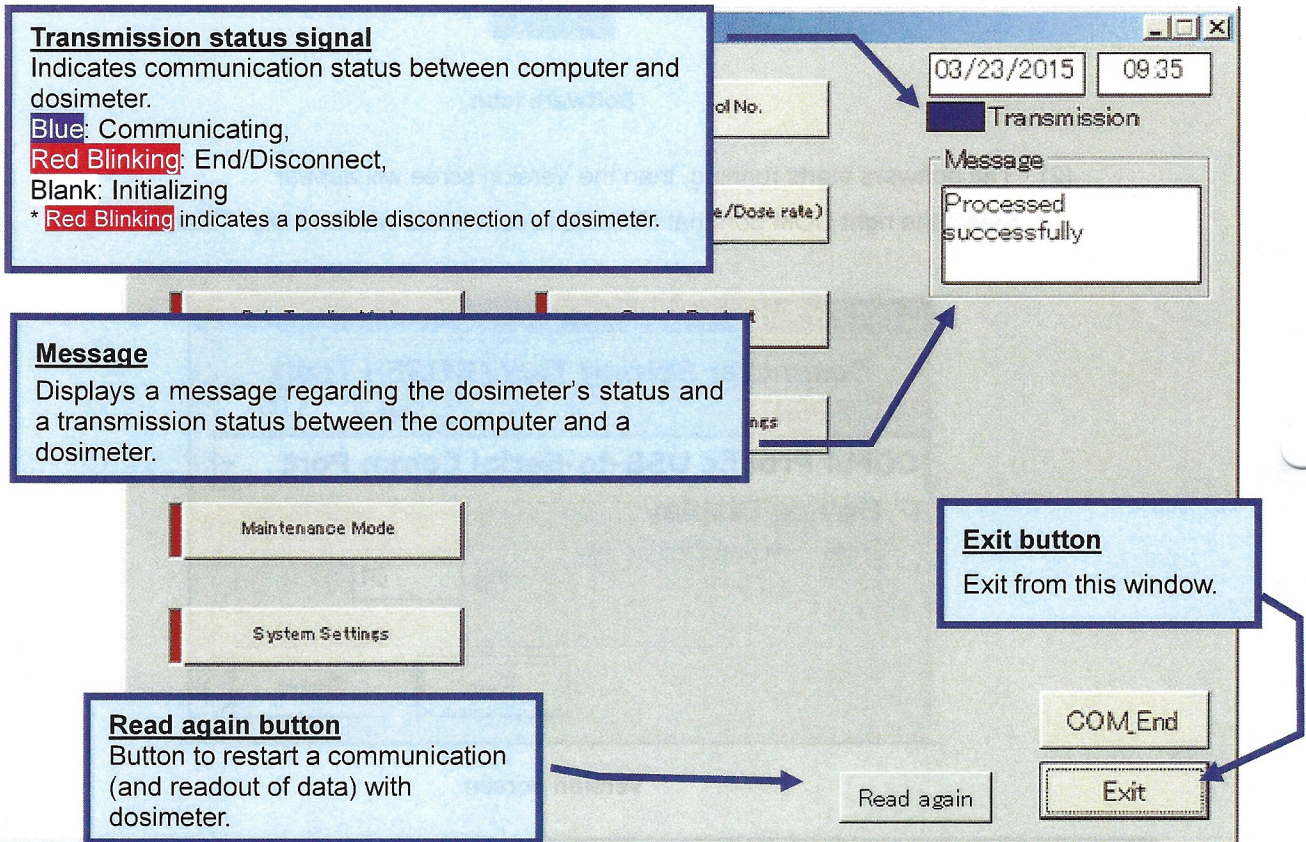 Transmission status signal
Indicates communication status between computer and
dosimeter.
Blue: Communicating,
Red Blinking: End/Disconnect,
Blank: Initializing
* Red Blinking indicates a possible disconnection of dosimeter.
ol No.
e/Dose rate)
03/23/2015 09:35
Transmission
Message
Processed
successfully
Message
Displays a message regarding the dosimeter's status and
a transmission status between the computer and a
dosimeter.
ngs
Maintenance Mode
System Settings
Exit button
Exit from this window.
Read again button
Button to restart a communication
(and readout of data) with
dosimeter.
COM_End
Read again
Exit